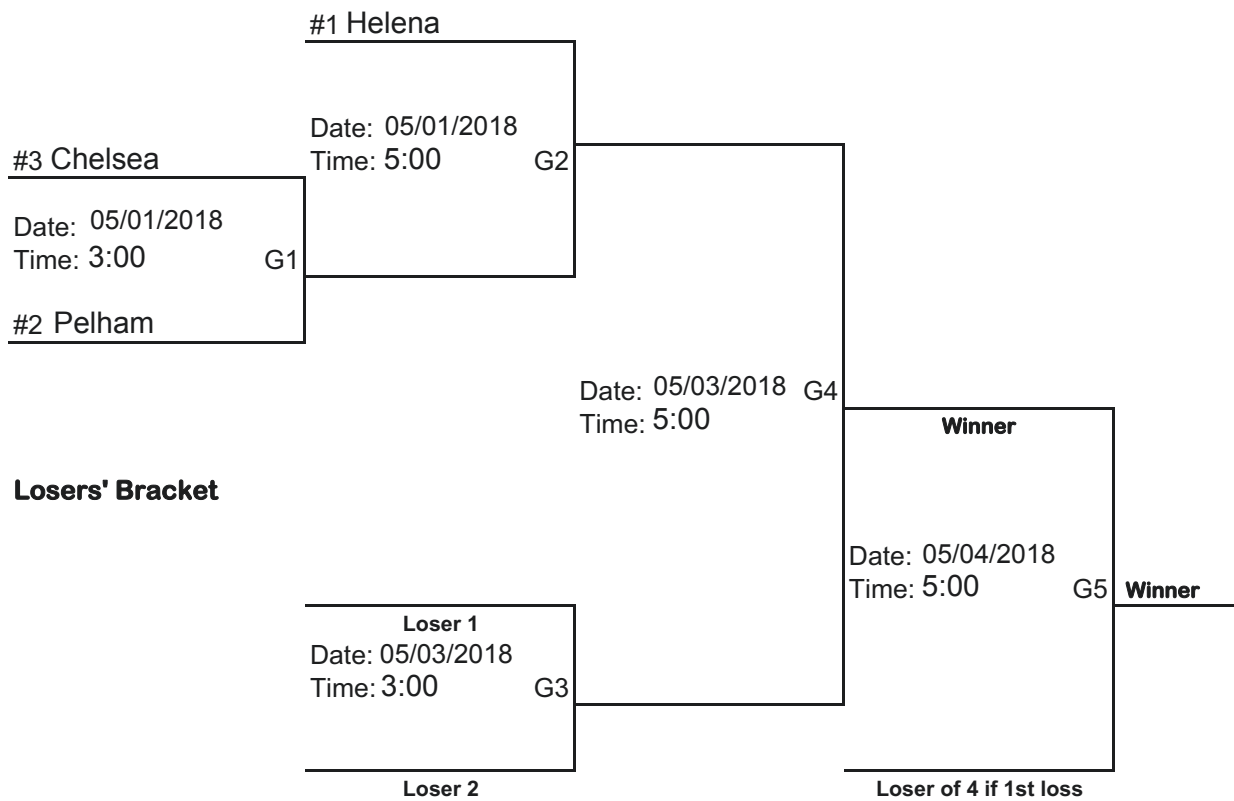 #1 Helena
Date: 05/01/2018
Time: 5:00 G2
#3 Chelsea
Date: 05/01/2018
Time: 3:00 G1
#2 Pelham
Date: 05/03/2018 G4
Time: 5:00
Winner
Losers' Bracket
Date: 05/04/2018
Time: 5:00 G5 Winner
Loser 1
Date: 05/03/2018
Time: 3:00 G3
Loser 2
Loser of 4 if 1st loss